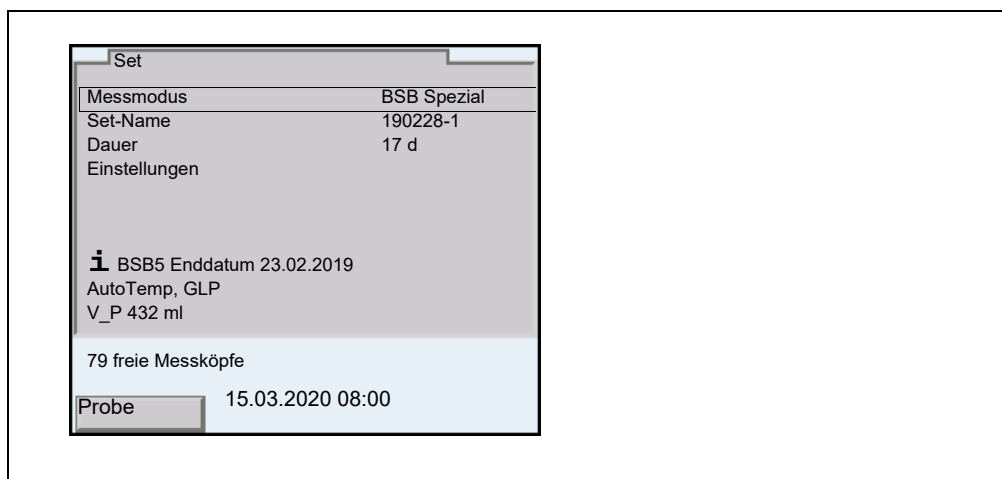 Set
Messmodus BSB Spezial
Set-Name 190228-1
Dauer 17 d
Einstellungen
i BSB5 Enddatum 23.02.2019
AutoTemp, GLP
V_P 432 ml
79 freie Messköpfe
Probe 15.03.2020 08:00